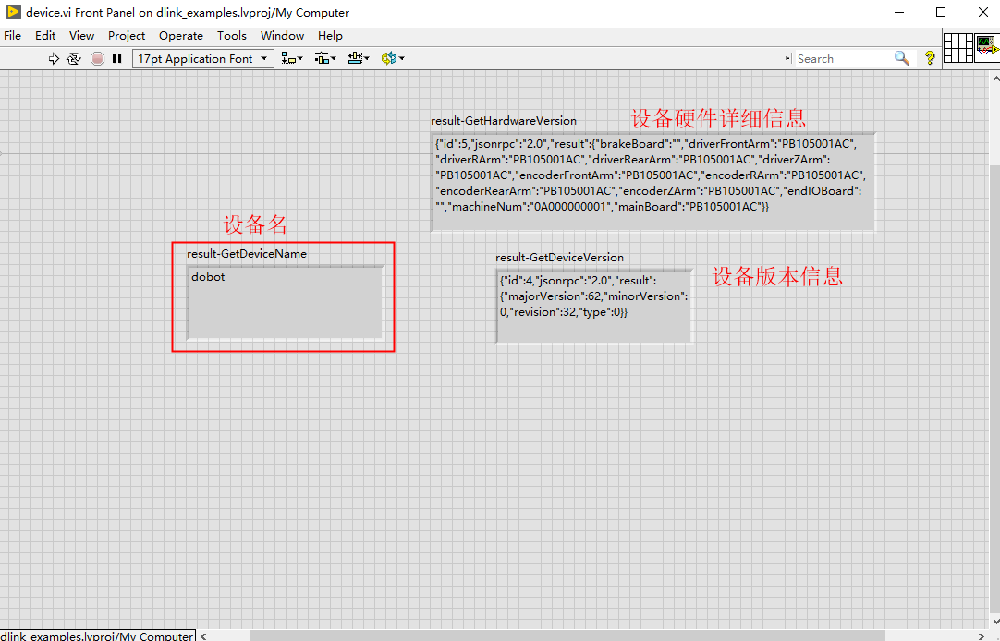 device.vi Front Panel on dlink_examples.lvproj/My Computer
File Edit View Project Operate Tools Window Help
17pt Application Font
Search
result-GetHardwareVersion
设备硬件详细信息
{"id":5,"jsonrpc":"2.0","result":{"brakeBoard":"","driverFrontArm":"PB105001AC",
"driverRArm":"PB105001AC","driverRearArm":"PB105001AC","driverZArm":
"PB105001AC","encoderFrontArm":"PB105001AC","encoderRArm":"PB105001AC",
"encoderRearArm":"PB105001AC","encoderZArm":"PB105001AC","endIOBoard":
"","machineNum":"0A000000001","mainBoard":"PB105001AC"}}
设备名
result-GetDeviceName
dobot
result-GetDeviceVersion
设备版本信息
{"id":4,"jsonrpc":"2.0","result":
{"majorVersion":62,"minorVersion":
0,"revision":32,"type":0}}
dlink_examples.lvproj/My Computer